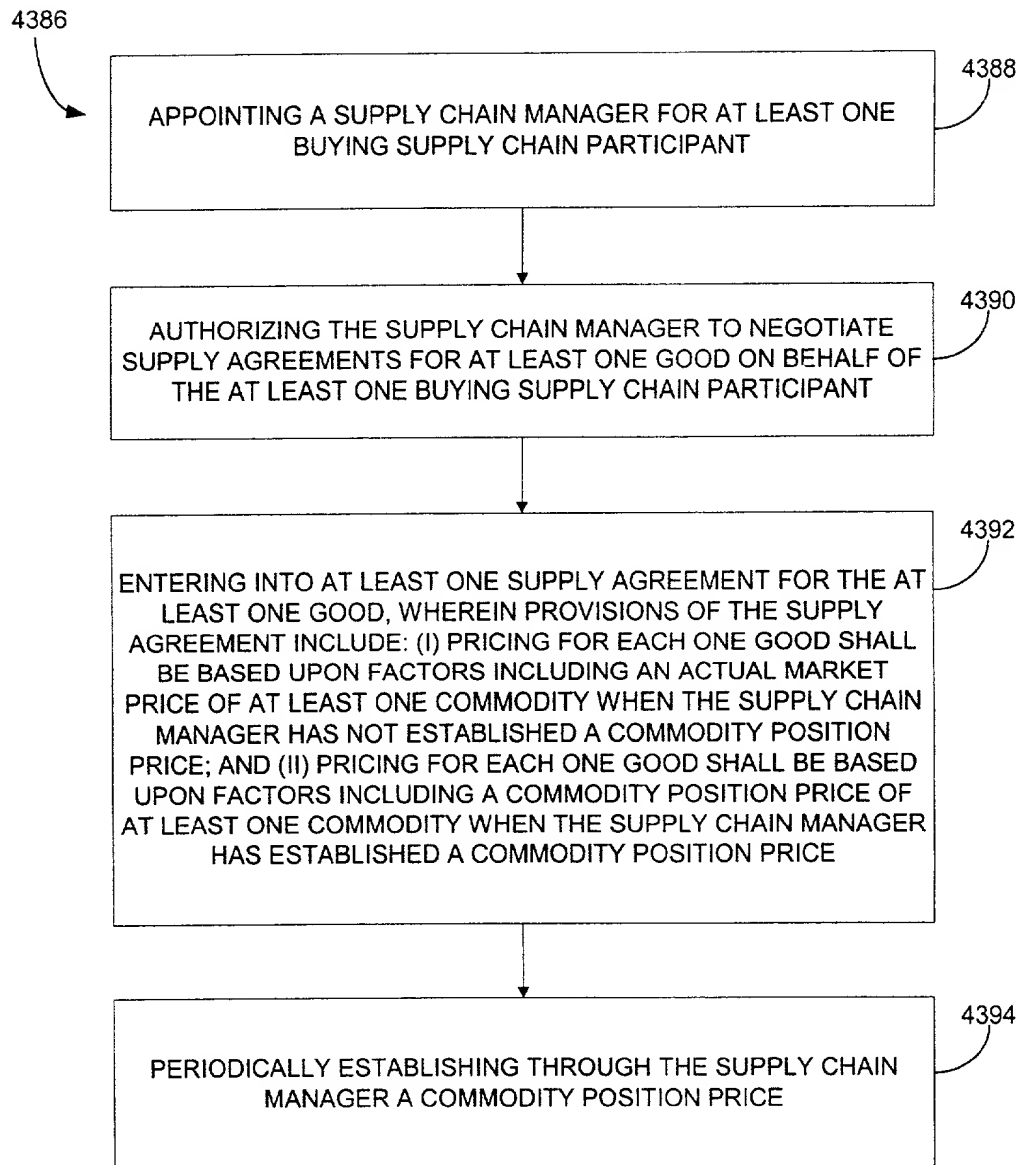 4386
4388
APPOINTING A SUPPLY CHAIN MANAGER FOR AT LEAST ONE
BUYING SUPPLY CHAIN PARTICIPANT
4390
AUTHORIZING THE SUPPLY CHAIN MANAGER TO NEGOTIATE
SUPPLY AGREEMENTS FOR AT LEAST ONE GOOD ON BEHALF OF
THE AT LEAST ONE BUYING SUPPLY CHAIN PARTICIPANT
4392
ENTERING INTO AT LEAST ONE SUPPLY AGREEMENT FOR THE AT
LEAST ONE GOOD, WHEREIN PROVISIONS OF THE SUPPLY
AGREEMENT INCLUDE: (I) PRICING FOR EACH ONE GOOD SHALL
BE BASED UPON FACTORS INCLUDING AN ACTUAL MARKET
PRICE OF AT LEAST ONE COMMODITY WHEN THE SUPPLY CHAIN
MANAGER HAS NOT ESTABLISHED A COMMODITY POSITION
PRICE; AND (II) PRICING FOR EACH ONE GOOD SHALL BE BASED
UPON FACTORS INCLUDING A COMMODITY POSITION PRICE OF
AT LEAST ONE COMMODITY WHEN THE SUPPLY CHAIN MANAGER
HAS ESTABLISHED A COMMODITY POSITION PRICE
4394
PERIODICALLY ESTABLISHING THROUGH THE SUPPLY CHAIN
MANAGER A COMMODITY POSITION PRICE